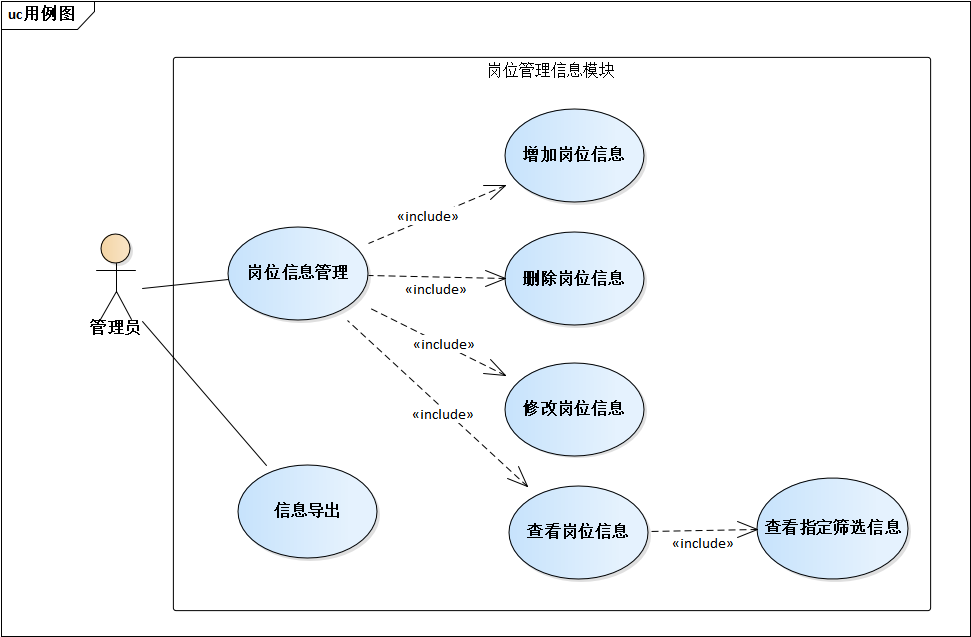 uc用例图
岗位管理信息模块
增加岗位信息
«include»
岗位信息管理
删除岗位信息
«include»
管理员
«include»
修改岗位信息
«include»
信息导出
查看岗位信息
«include»
查看指定筛选信息